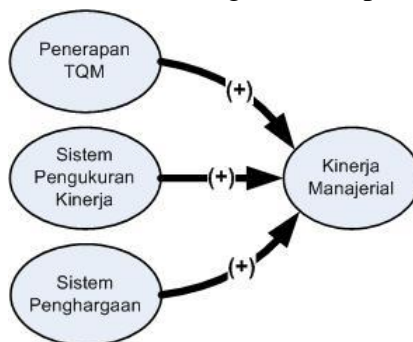 Penerapan
TQM
(+)
Sistem
Pengukuran
Kinerja
(+)
Kinerja
Manajerial
(+)
Sistem
Penghargaan